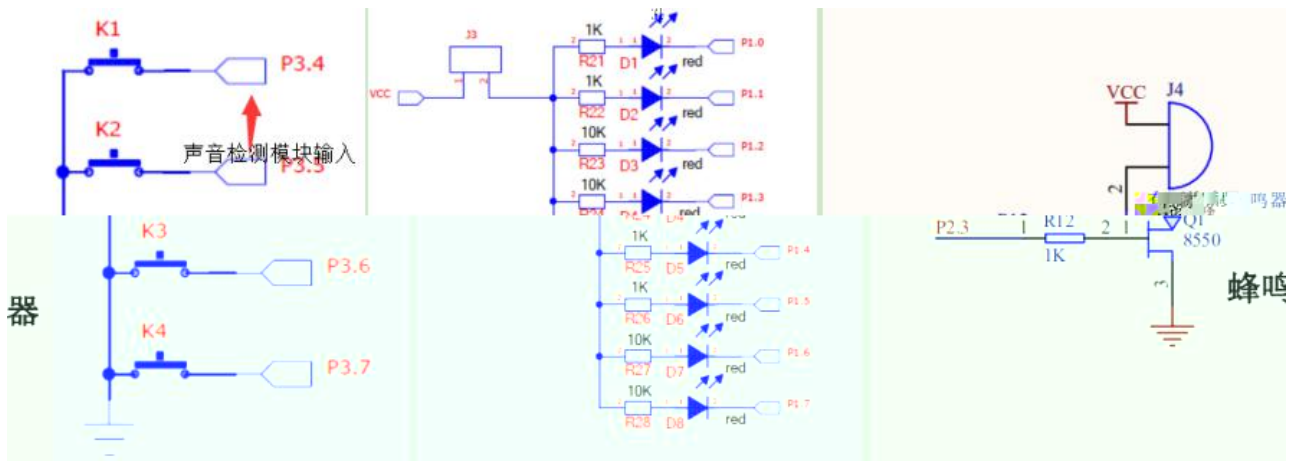 K1
P3.4
K2
声音检测模块输入
P3.5
K3
P3.6
K4
P3.7
器
J3
1
2
VCC
1K
R21
D1
red
P1.0
1K
R22
D2
red
P1.1
10K
R23
D3
red
P1.2
10K
red
P1.3
1K
R25
D5
red
P1.4
1K
R26
D6
red
P1.5
10K
R27
D7
red
P1.6
10K
R28
D8
red
P1.7
VCC
J4
2
鸣器
P2.3
1
R12
1K
2
1
Q1
8550
3
蜂鸣